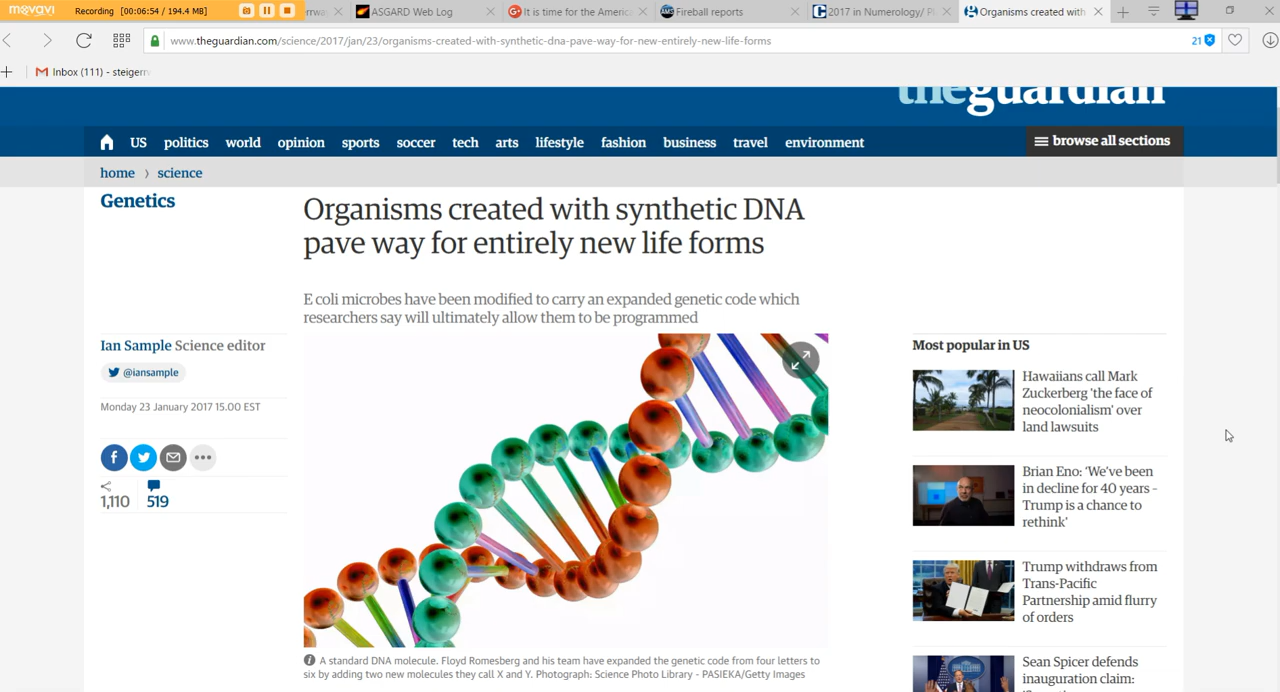 movavi Recording [00:06:54 / 194.4 MB] ASGARD Web Log It is time for the America Fireball reports 2017 in Numerology/ Organisms created with
www.theguardian.com/science/2017/jan/23/organisms-created-with-synthetic-dna-pave-way-for-new-entirely-new-life-forms 21
Inbox (111) - steigern
theguardian
US politics world opinion sports soccer tech arts lifestyle fashion business travel environment browse all sections
home › science
Genetics
Organisms created with synthetic DNA
pave way for entirely new life forms
E coli microbes have been modified to carry an expanded genetic code which
researchers say will ultimately allow them to be programmed
Ian Sample Science editor
@iansample
Monday 23 January 2017 15.00 EST
1,110 519
A standard DNA molecule. Floyd Romesberg and his team have expanded the genetic code from four letters to
six by adding two new molecules they call X and Y. Photograph: Science Photo Library - PASIEKA/Getty Images
Most popular in US
Hawaiians call Mark
Zuckerberg 'the face of
neocolonialism' over
land lawsuits
Brian Eno: 'We've been
in decline for 40 years -
Trump is a chance to
rethink'
Trump withdraws from
Trans-Pacific
Partnership amid flurry
of orders
Sean Spicer defends
inauguration claim: